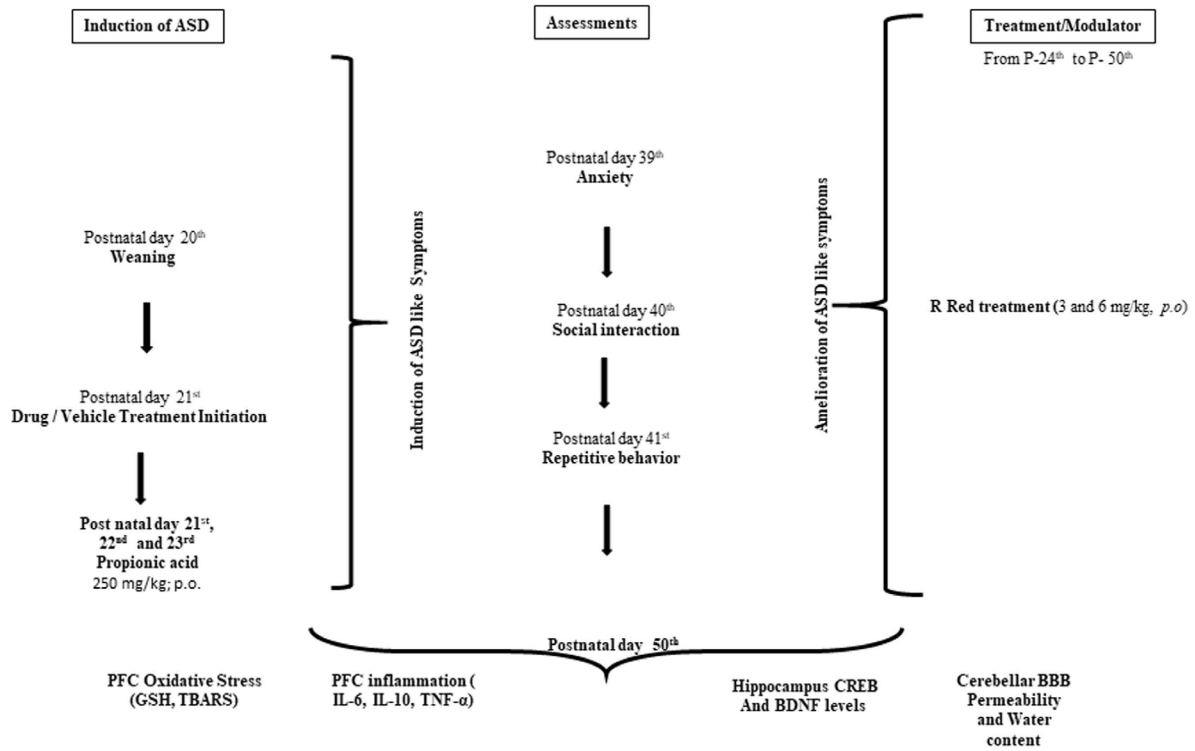 Induction of ASD
Postnatal day 20th
Weaning
Postnatal day 21st
Drug / Vehicle Treatment Initiation
Post natal day 21st,
22nd and 23rd
Propionic acid
250 mg/kg; p.o.
Induction of ASD like Symptoms
Assessments
Postnatal day 39th
Anxiety
Postnatal day 40th
Social interaction
Postnatal day 41st
Repetitive behavior
Amelioration of ASD like symptoms
Treatment/Modulator
From P-24th to P- 50th
R Red treatment (3 and 6 mg/kg, p.o)
Postnatal day 50th
PFC Oxidative Stress
(GSH, TBARS)
PFC inflammation (
IL-6, IL-10, TNF-α)
Hippocampus CREB
And BDNF levels
Cerebellar BBB
Permeability
and Water
content